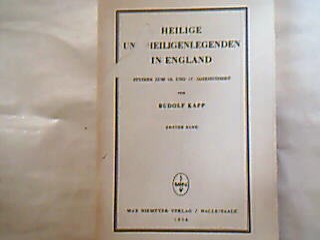 HEILIGE
UN HEILIGENLEGENDEN
IN ENGLAND
STUDIEN ZUM 16. UND 17. JAHRHUNDERT
VON
RUDOLF KAPP
ERSTER BAND
MAX NIEMEYER VERLAG / HALLE/SAALE
1934